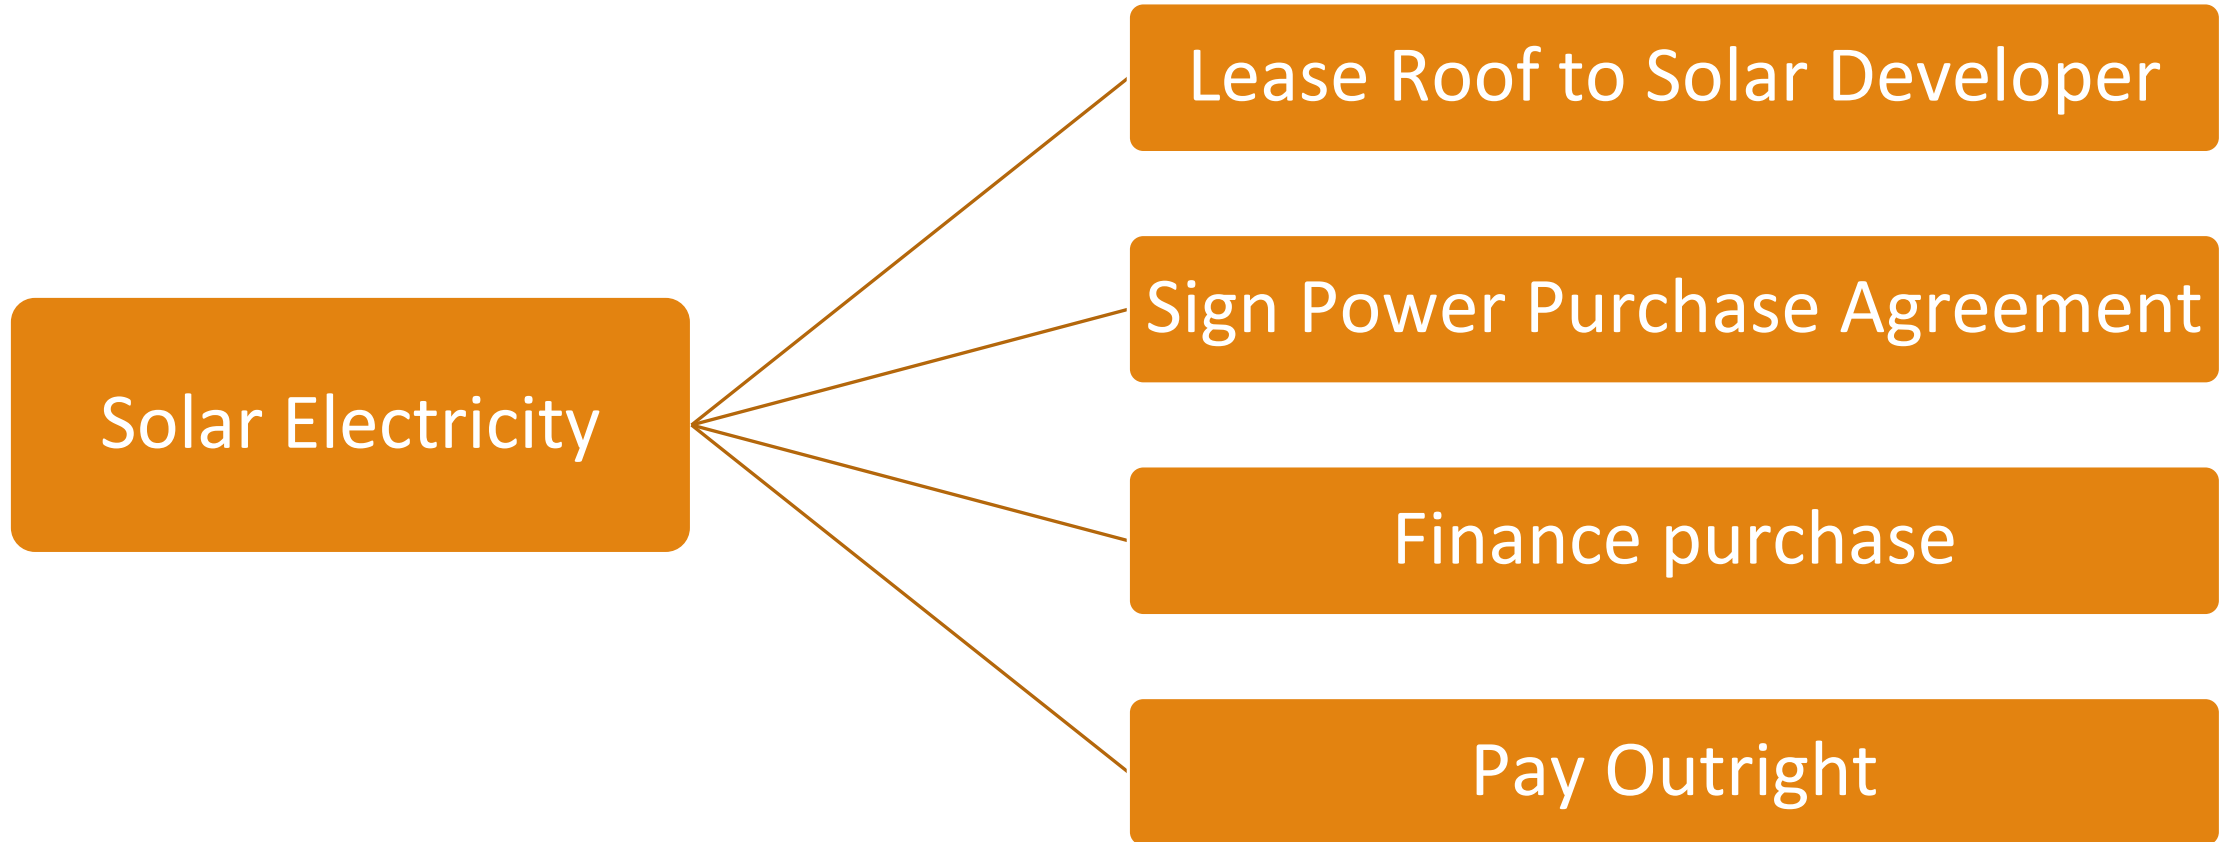 Solar Electricity
Lease Roof to Solar Developer
Sign Power Purchase Agreement
Finance purchase
Pay Outright